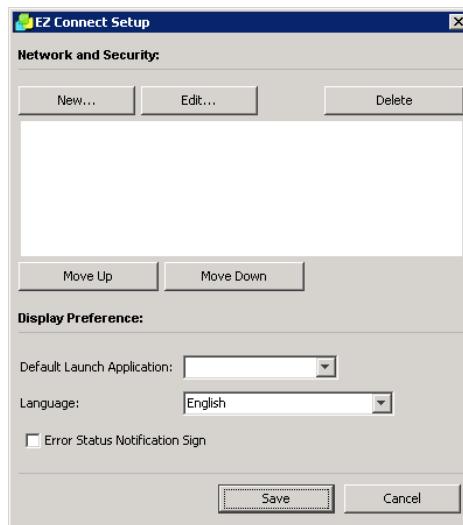 EZ Connect Setup
Network and Security:
New... Edit... Delete
Move Up Move Down
Display Preference:
Default Launch Application:
Language: English
Error Status Notification Sign
Save Cancel